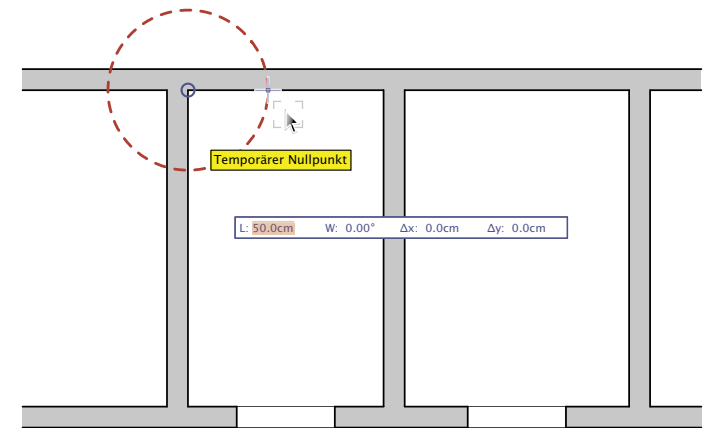 Temporärer Nullpunkt
L: 50.0cm W: 0.00° Δx: 0.0cm Δy: 0.0cm